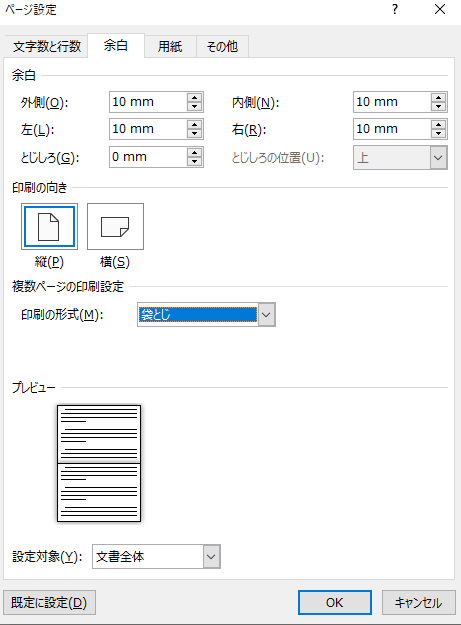 ページ設定
文字数と行数 余白 用紙 その他
余白
外側(O): 10 mm 内側(N): 10 mm
左(L): 10 mm 右(R): 10 mm
とじしろ(G): 0 mm とじしろの位置(U): 上
印刷の向き
縦(P) 横(S)
複数ページの印刷設定
印刷の形式(M): 袋とじ
プレビュー
設定対象(Y): 文書全体
既定に設定(D) OK キャンセル